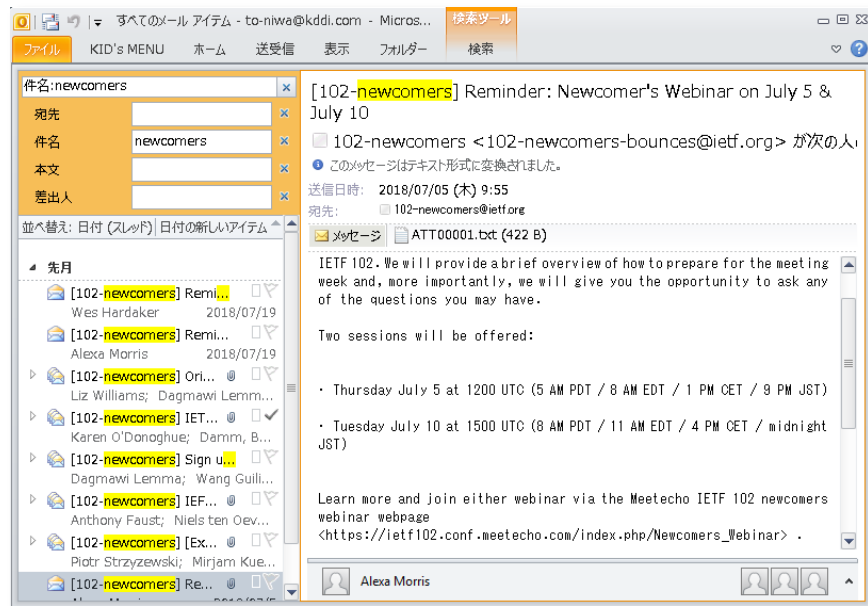 すべてのメール アイテム - to-niwa@kddi.com - Micros...
検索ツール
ファイル KID's MENU ホーム 送受信 表示 フォルダー 検索
件名:newcomers
宛先
件名 newcomers
本文
差出人
並べ替え: 日付 (スレッド) 日付の新しいアイテム
先月
[102-newcomers] Remi...
Wes Hardaker 2018/07/19
[102-newcomers] Remi...
Alexa Morris 2018/07/19
[102-newcomers] Ori...
Liz Williams; Dagmawi Lemm...
[102-newcomers] IET...
Karen O'Donoghue; Damm, B...
[102-newcomers] Sign u...
Dagmawi Lemma; Wang Guili...
[102-newcomers] IEF...
Anthony Faust; Niels ten Oev...
[102-newcomers] [Ex...
Piotr Strzyzewski; Mirjam Kue...
[102-newcomers] Re...
[102-newcomers] Reminder: Newcomer's Webinar on July 5 &
July 10
102-newcomers <102-newcomers-bounces@ietf.org> が次の人
このメッセージはテキスト形式に変換されました。
送信日時: 2018/07/05 (木) 9:55
宛先: 102-newcomers@ietf.org
メッセージ ATT00001.txt (422 B)
IETF 102. We will provide a brief overview of how to prepare for the meeting
week and, more importantly, we will give you the opportunity to ask any
of the questions you may have.
Two sessions will be offered:
・ Thursday July 5 at 1200 UTC (5 AM PDT / 8 AM EDT / 1 PM CET / 9 PM JST)
・ Tuesday July 10 at 1500 UTC (8 AM PDT / 11 AM EDT / 4 PM CET / midnight
JST)
Learn more and join either webinar via the Meetecho IETF 102 newcomers
webinar webpage
<https://ietf102.conf.meetecho.com/index.php/Newcomers_Webinar> .
Alexa Morris